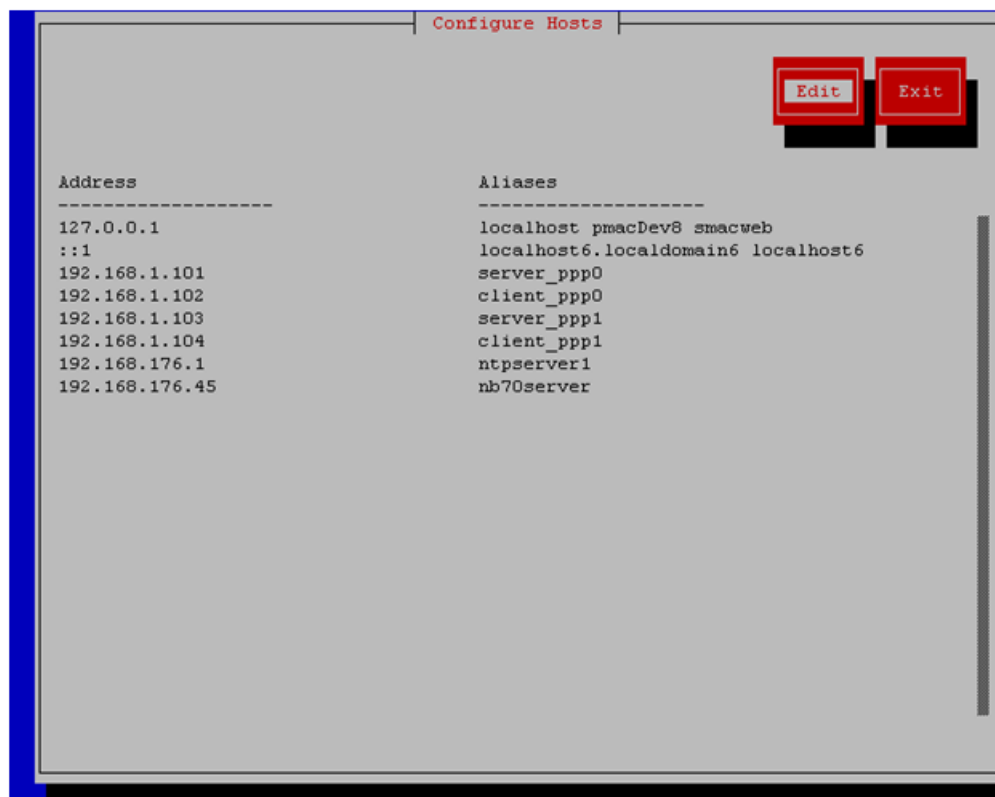 Configure Hosts
Edit Exit
Address Aliases
------------------- --------------------
127.0.0.1 localhost pmacDev8 smacweb
::1 localhost6.localdomain6 localhost6
192.168.1.101 server_ppp0
192.168.1.102 client_ppp0
192.168.1.103 server_ppp1
192.168.1.104 client_ppp1
192.168.176.1 ntpserver1
192.168.176.45 nb70server